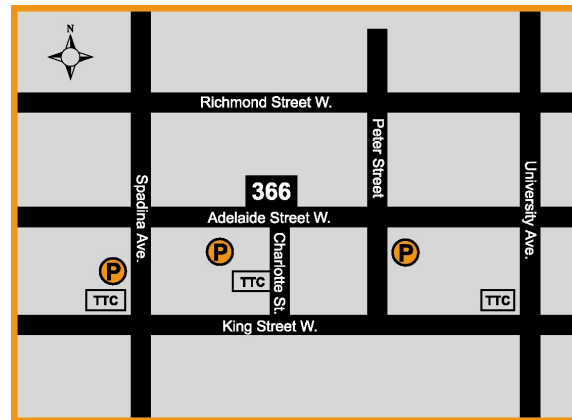 N
Richmond Street W.
Peter Street
Spadina Ave.
University Ave.
366
Adelaide Street W.
Charlotte St.
P
P
P
TTC
TTC
TTC
King Street W.